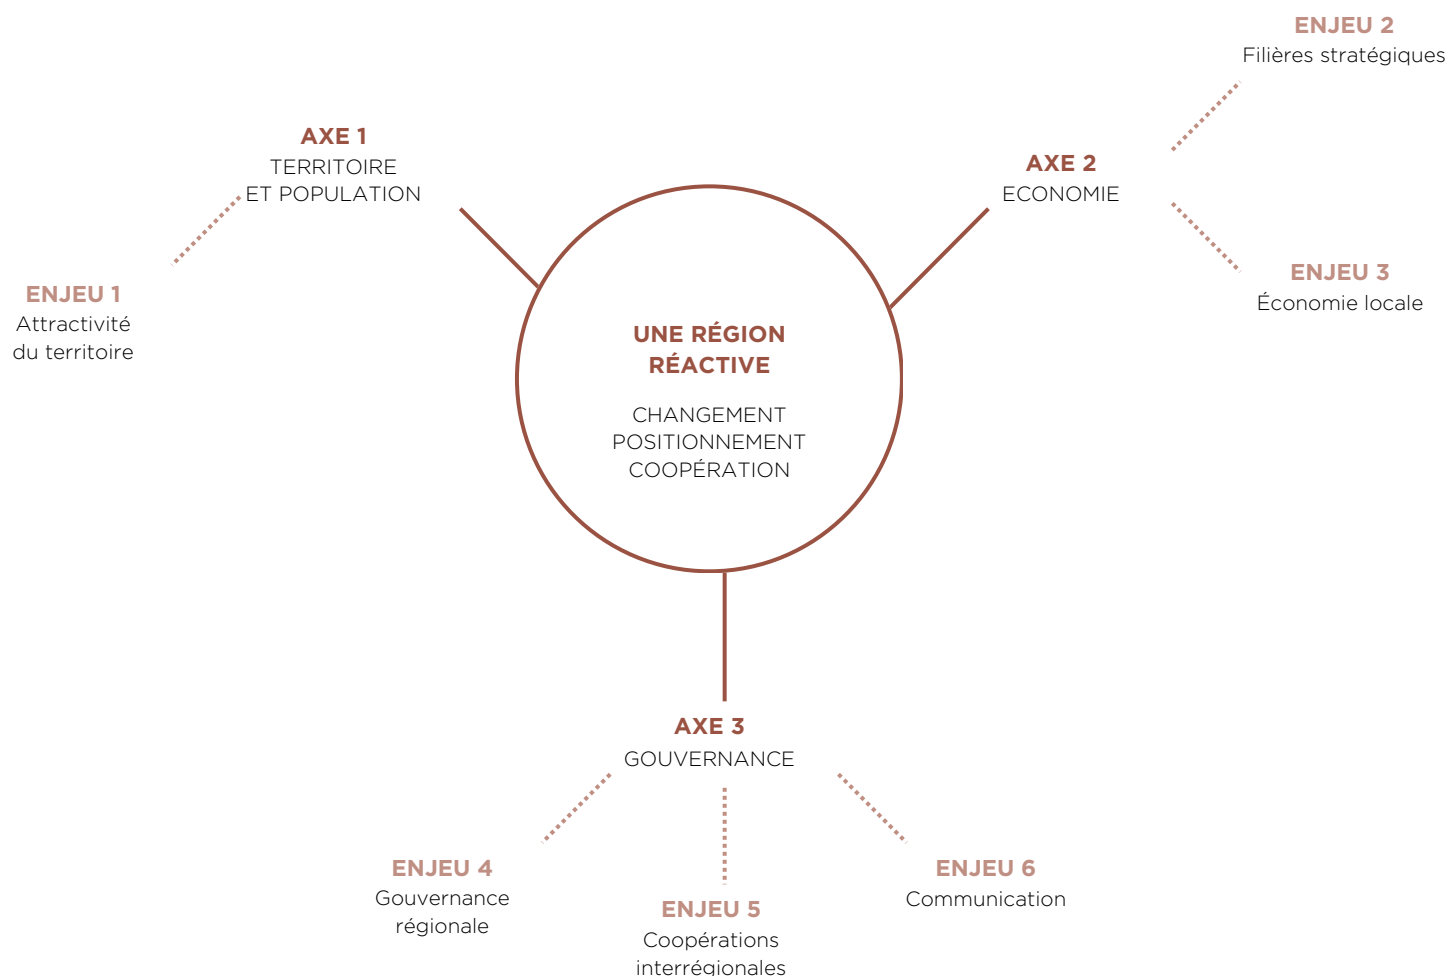 ENJEU 2
Filières stratégiques
AXE 1
TERRITOIRE
ET POPULATION
AXE 2
ECONOMIE
ENJEU 1
Attractivité
du territoire
ENJEU 3
Économie locale
UNE RÉGION
RÉACTIVE
CHANGEMENT
POSITIONNEMENT
COOPÉRATION
AXE 3
GOUVERNANCE
ENJEU 4
Gouvernance
régionale
ENJEU 5
Coopérations
interrégionales
ENJEU 6
Communication